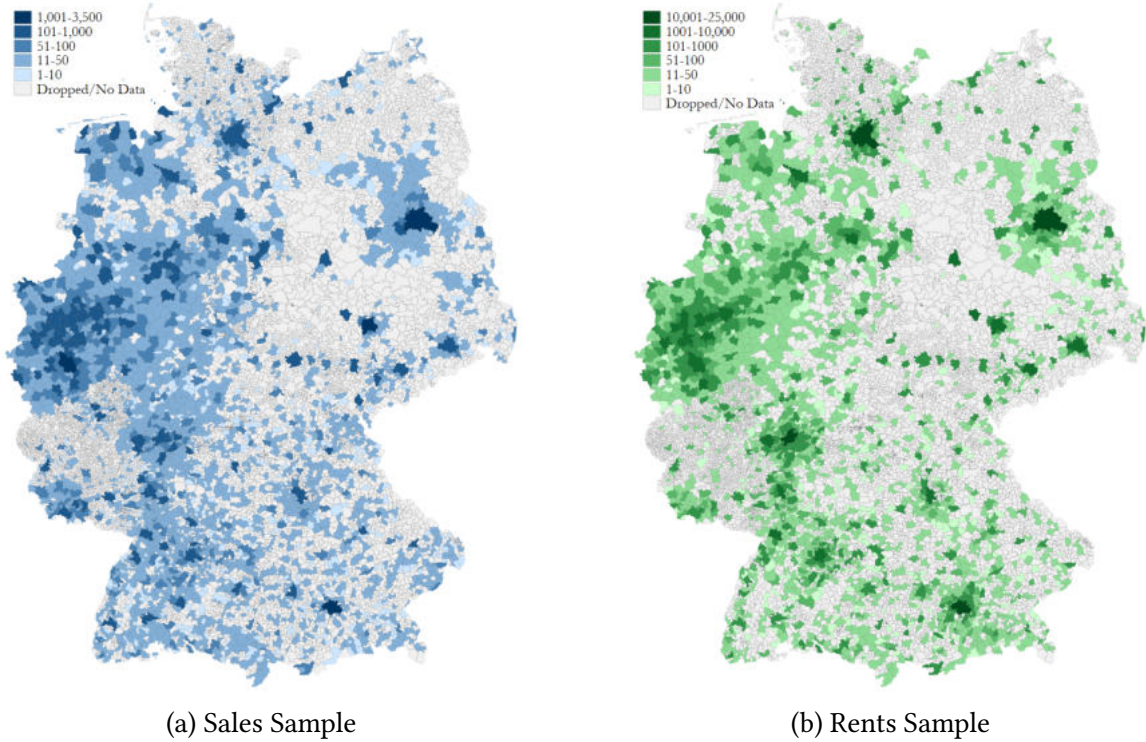 1,001-3,500
101-1,000
51-100
11-50
1-10
Dropped/No Data
10,001-25,000
1001-10,000
101-1000
51-100
11-50
1-10
Dropped/No Data
(a) Sales Sample
(b) Rents Sample